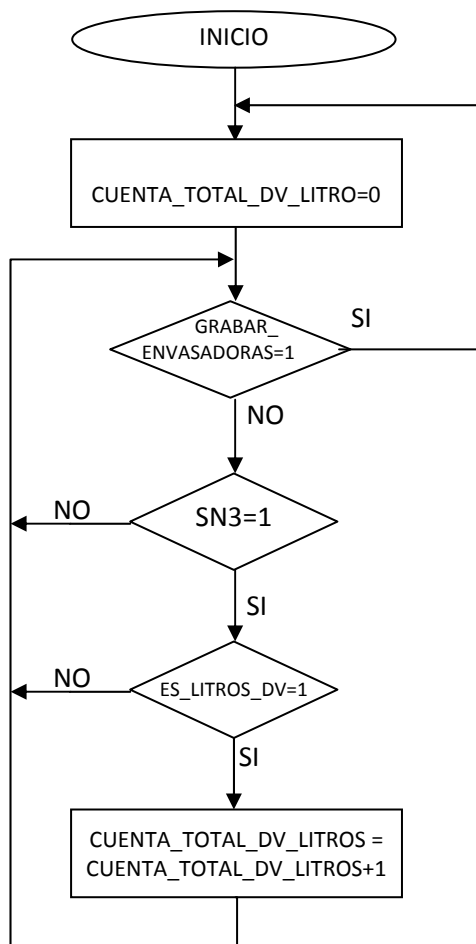 INICIO
CUENTA_TOTAL_DV_LITRO=0
GRABAR_
ENVASADORAS=1
SI
NO
SN3=1
NO
SI
ES_LITROS_DV=1
NO
SI
CUENTA_TOTAL_DV_LITROS =
CUENTA_TOTAL_DV_LITROS+1